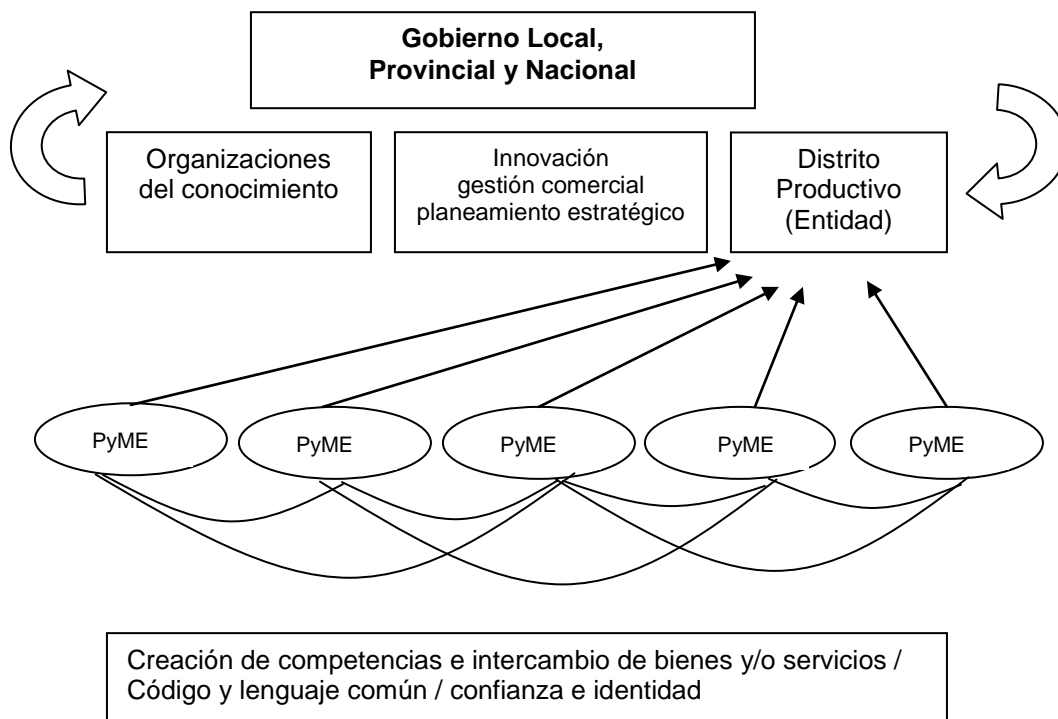 Gobierno Local,
Provincial y Nacional
Organizaciones
del conocimiento
Innovación
gestión comercial
planeamiento estratégico
Distrito
Productivo
(Entidad)
PyME
PyME
PyME
PyME
PyME
Creación de competencias e intercambio de bienes y/o servicios /
Código y lenguaje común / confianza e identidad